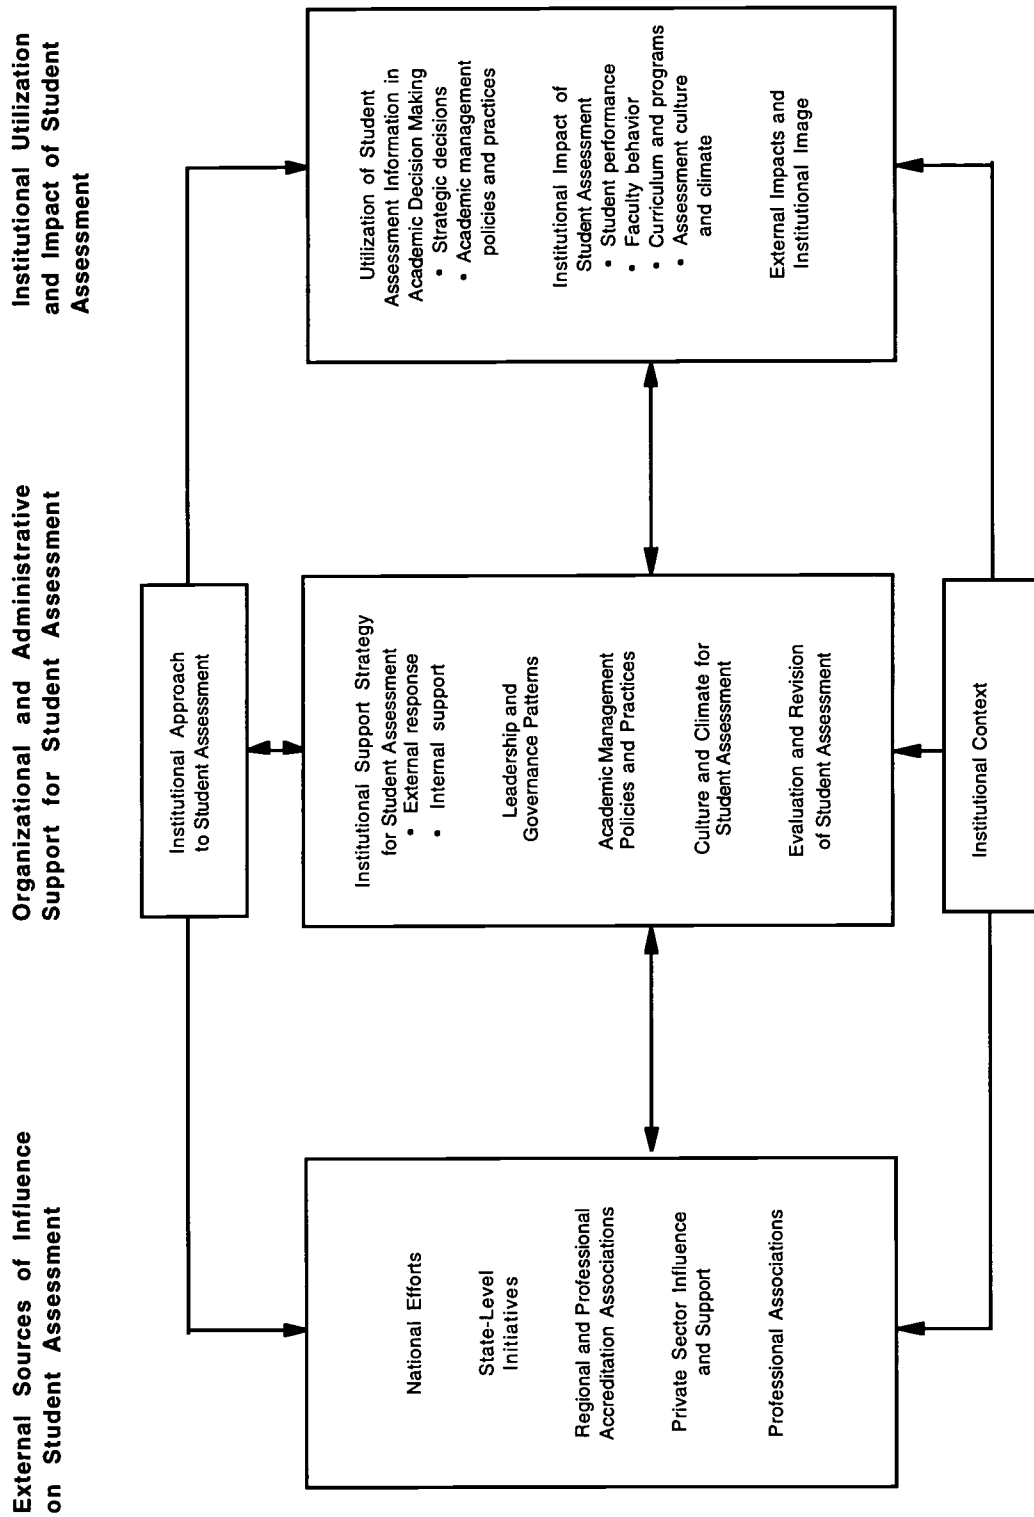 External Sources of Influence
on Student Assessment
Organizational and Administrative
Support for Student Assessment
Institutional Utilization
and Impact of Student
Assessment
Institutional Approach
to Student Assessment
National Efforts
State-Level
Initiatives
Regional and Professional
Accreditation Associations
Private Sector Influence
and Support
Professional Associations
Institutional Support Strategy
for Student Assessment
• External response
• Internal support
Leadership and
Governance Patterns
Academic Management
Policies and Practices
Culture and Climate for
Student Assessment
Evaluation and Revision
of Student Assessment
Utilization of Student
Assessment Information in
Academic Decision Making
• Strategic decisions
• Academic management
policies and practices
Institutional Impact of
Student Assessment
• Student performance
• Faculty behavior
• Curriculum and programs
• Assessment culture
and climate
External Impacts and
Institutional Image
Institutional Context